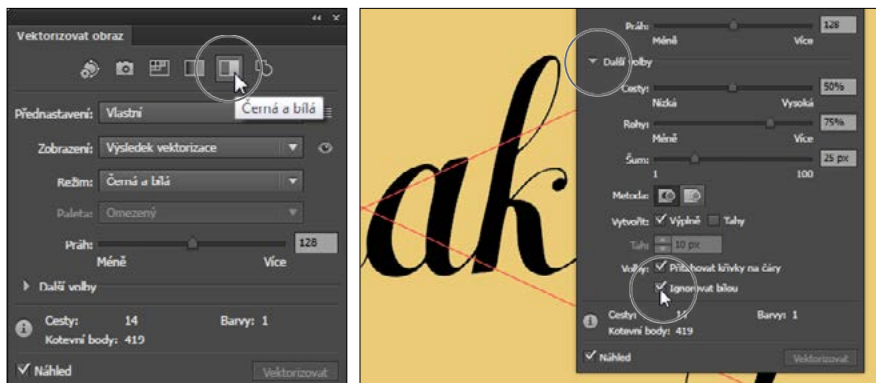 Vektorizovat obraz
Přednastavení: Vlastní
Černá a bílá
Zobrazení: Výsledek vektorizace
Režim: Černá a bílá
Paleta: Omezený
Práh: 128
Méně Více
Další volby
Cesty: 14 Barvy: 1
Kotevní body: 419
Náhled Vektorizovat
ak
Práh: 128
Méně Více
Další volby
Cesty: 50%
Nízká Vysoká
Rohy: 75%
Méně Více
Šum: 25 px
1 100
Metoda:
Vytvořit: Výplně Tahy
Tah: 10 px
Volby: Přitahovat křivky na čáry
Ignorovat bílou
Cesty: 14 Barvy: 1
Kotevní body: 419
Náhled Vektorizovat